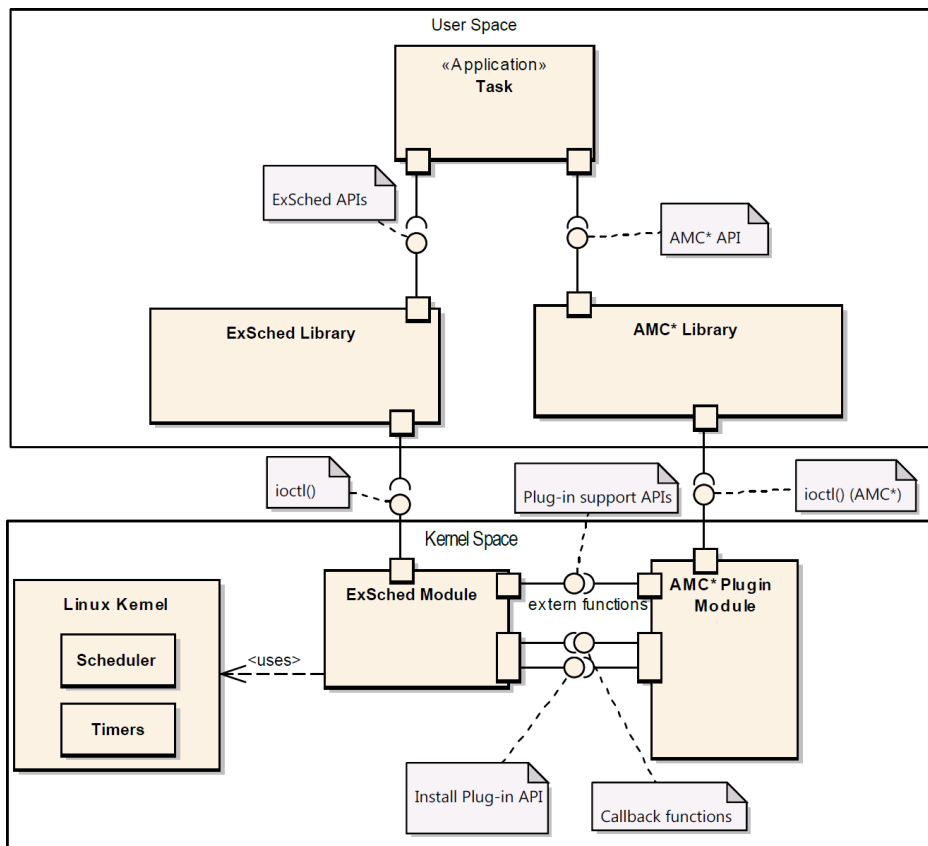 User Space
«Application»
Task
ExSched APIs
AMC* API
ExSched Library
AMC* Library
ioctl()
Plug-in support APIs
ioctl() (AMC*)
Kernel Space
Linux Kernel
Scheduler
Timers
<uses>
ExSched Module
extern functions
AMC* Plugin
Module
Install Plug-in API
Callback functions